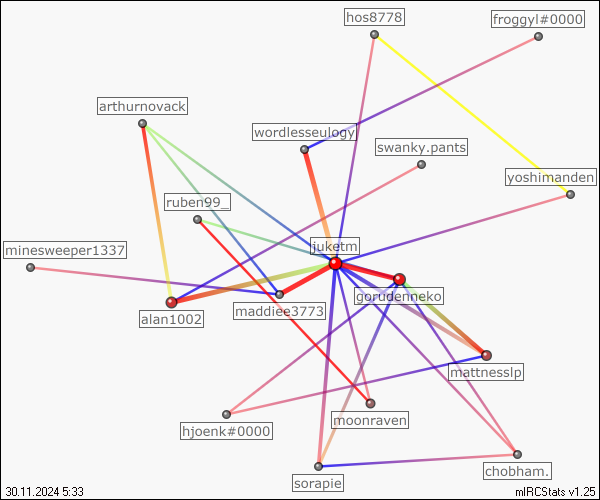 hos8778
froggyl#0000
arthurnovack
wordlesseulogy
swanky.pants
yoshimanden
ruben99_
minesweeper1337
juketm
gorudenneko
maddiee3773
alan1002
mattnesslp
moonraven
hjoenk#0000
chobham.
sorapie
30.11.2024 5:33
mIRCStats v1.25